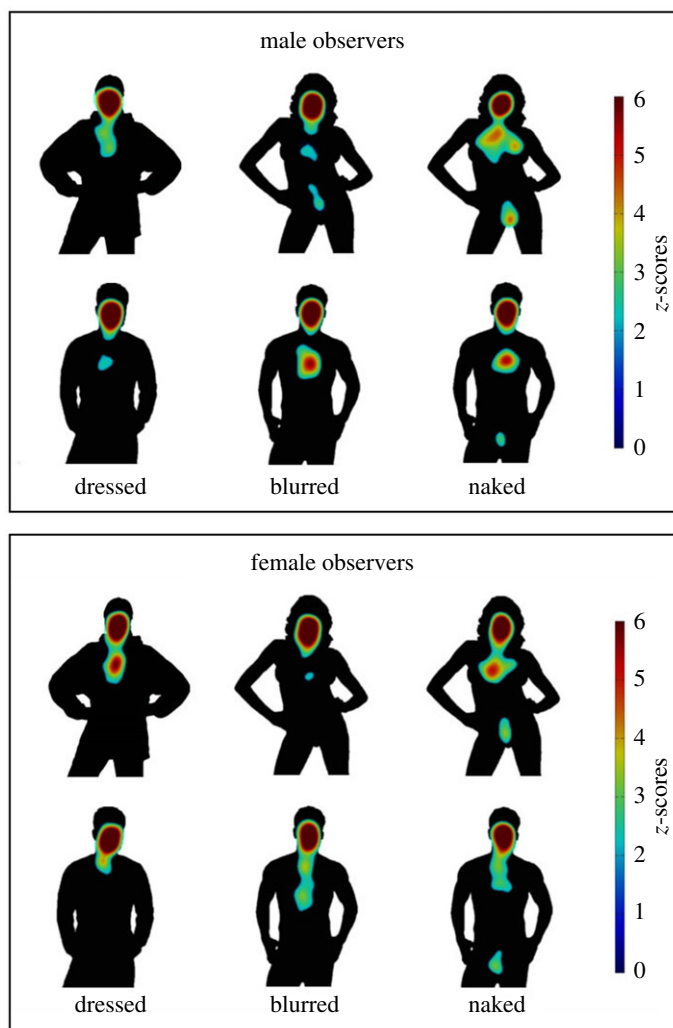 male observers
6
5
4
3
2
1
0
z-scores
dressed
blurred
naked
female observers
6
5
4
3
2
1
0
z-scores
dressed
blurred
naked